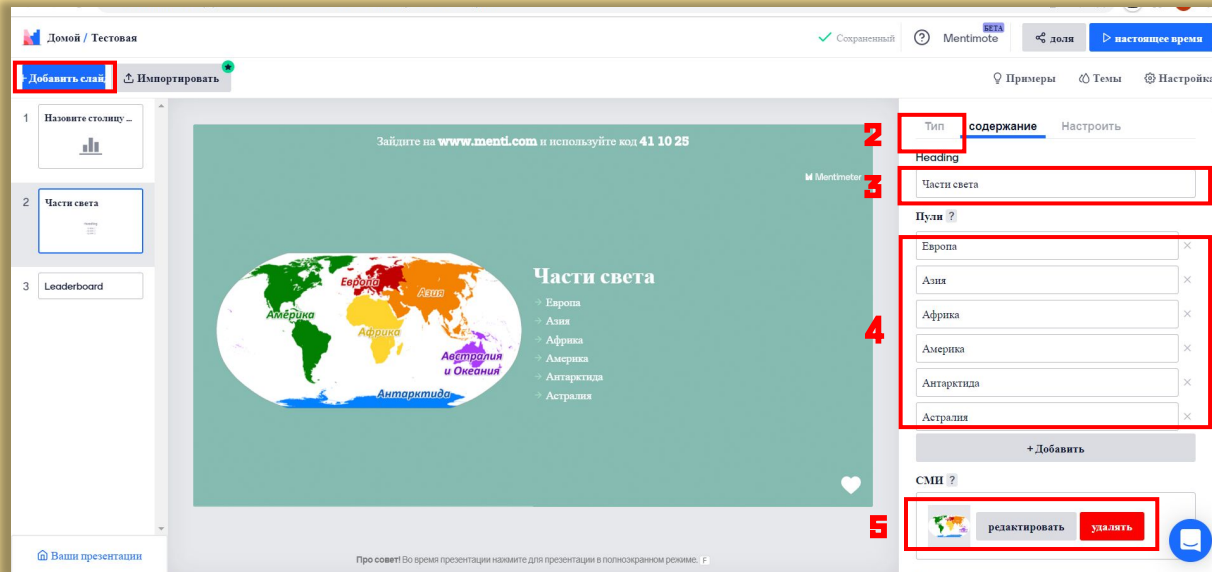 Домой / Тестовая
Сохраненный
?
Mentimote
БЕТА
доля
настоящее время
+Добавить слай
Импортировать
Примеры
Темы
Настройка
1
Назовите столицу ...
2
Части света
3
Leaderboard
Ваши презентации
Зайдите на www.menti.com и используйте код 41 10 25
Mentimeter
Европа
Азия
Америка
Африка
Австралия
и Океания
Антарктида
Части света
Европа
Азия
Африка
Америка
Антарктида
Астралия
Про совет! Во время презентации нажмите для презентации в полноэкранном режиме. F
2
Тип
содержание
Настроить
Heading
3
Части света
Пули ?
4
Европа
Азия
Африка
Америка
Антарктида
Астралия
+Добавить
СМИ ?
5
редактировать
удалять